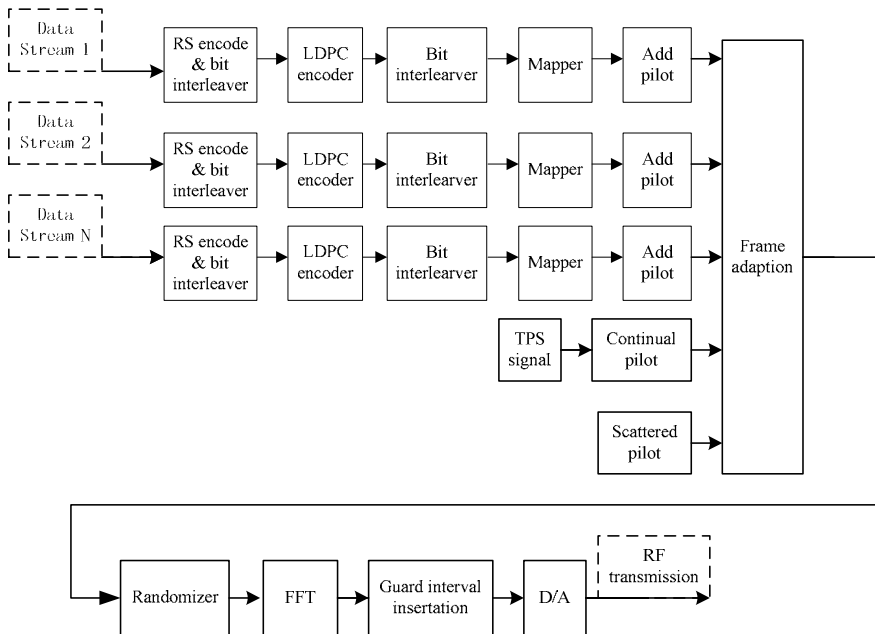 Data
Stream 1
RS encode
& bit
interleaver
LDPC
encoder
Bit
interlearver
Mapper
Add
pilot
Data
Stream 2
RS encode
& bit
interleaver
LDPC
encoder
Bit
interlearver
Mapper
Add
pilot
Data
Stream N
RS encode
& bit
interleaver
LDPC
encoder
Bit
interlearver
Mapper
Add
pilot
Frame
adaption
TPS
signal
Continual
pilot
Scattered
pilot
Randomizer
FFT
Guard interval
insertation
D/A
RF
transmission